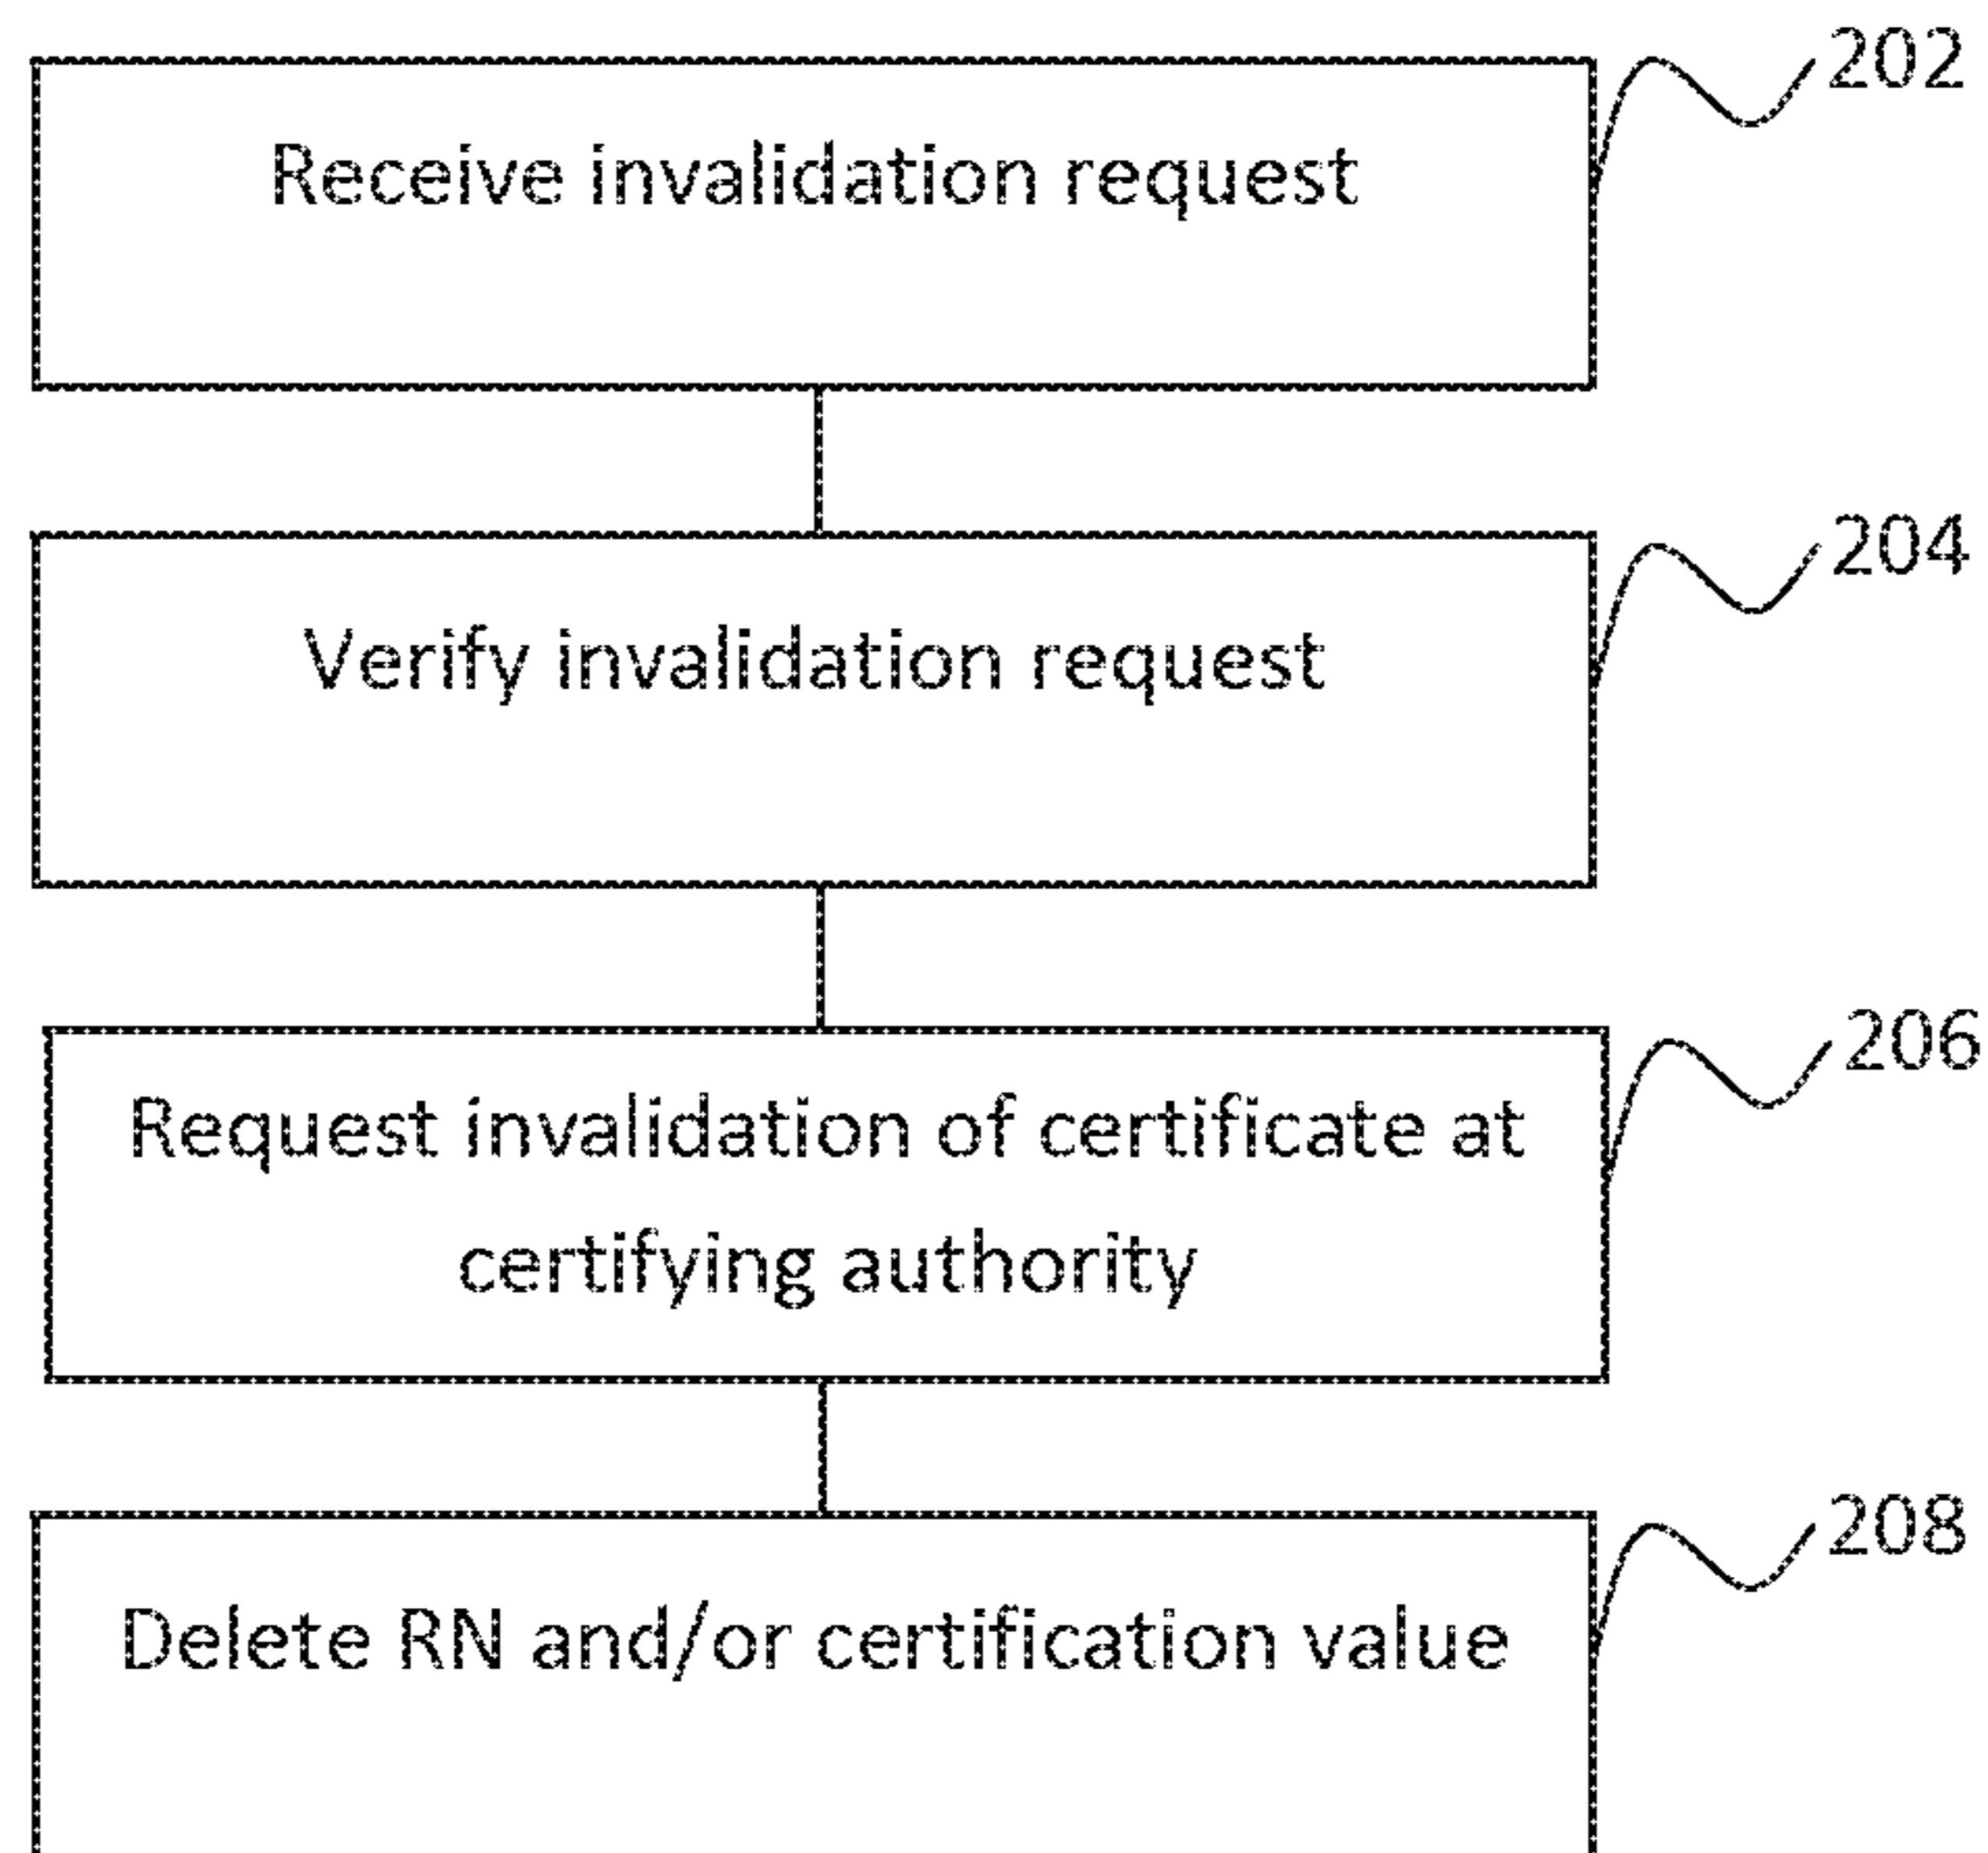 202
Receive invalidation request
204
Verify invalidation request
206
Request invalidation of certificate at
certifying authority
208
Delete RN and/or certification value